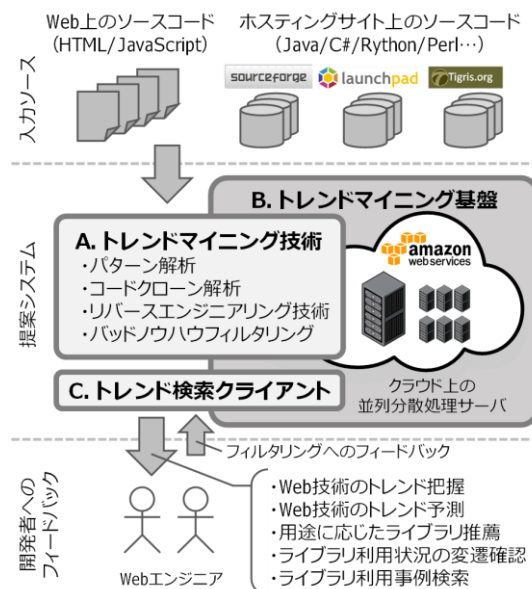 Web上のソースコード
(HTML/JavaScript)
ホスティングサイト上のソースコード
(Java/C#/Rython/Perl…)
sourceforge
launchpad
Tigris.org
入力ソース
提案システム
B. トレンドマイニング基盤
A. トレンドマイニング技術
・パターン解析
・コードクローン解析
・リバースエンジニアリング技術
・バッドノウハウフィルタリング
amazon
web services
クラウド上の
並列分散処理サーバ
C. トレンド検索クライアント
フィルタリングへのフィードバック
開発者への
フィードバック
Webエンジニア
・Web技術のトレンド把握
・Web技術のトレンド予測
・用途に応じたライブラリ推薦
・ライブラリ利用状況の変遷確認
・ライブラリ利用事例検索